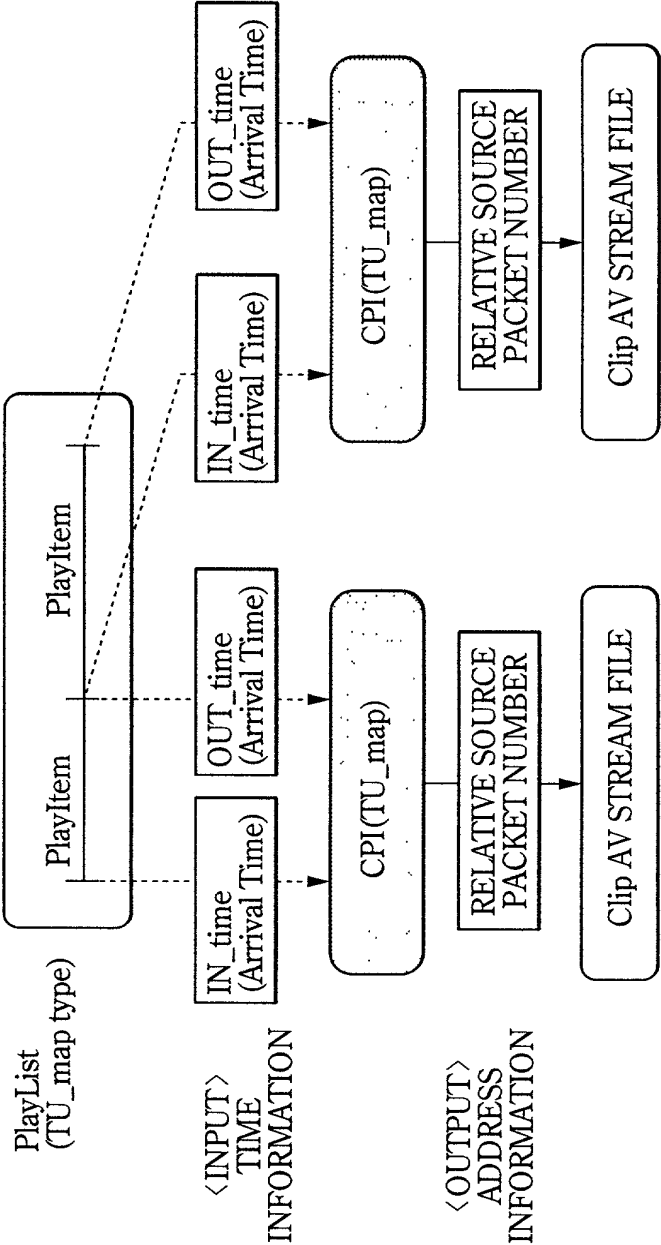 PlayList
(TU_map type)
PlayItem
PlayItem
<INPUT>
TIME
INFORMATION
IN_time
(Arrival Time)
OUT_time
(Arrival Time)
IN_time
(Arrival Time)
OUT_time
(Arrival Time)
CPI(TU_map)
CPI(TU_map)
<OUTPUT>
ADDRESS
INFORMATION
RELATIVE SOURCE
PACKET NUMBER
RELATIVE SOURCE
PACKET NUMBER
Clip AV STREAM FILE
Clip AV STREAM FILE